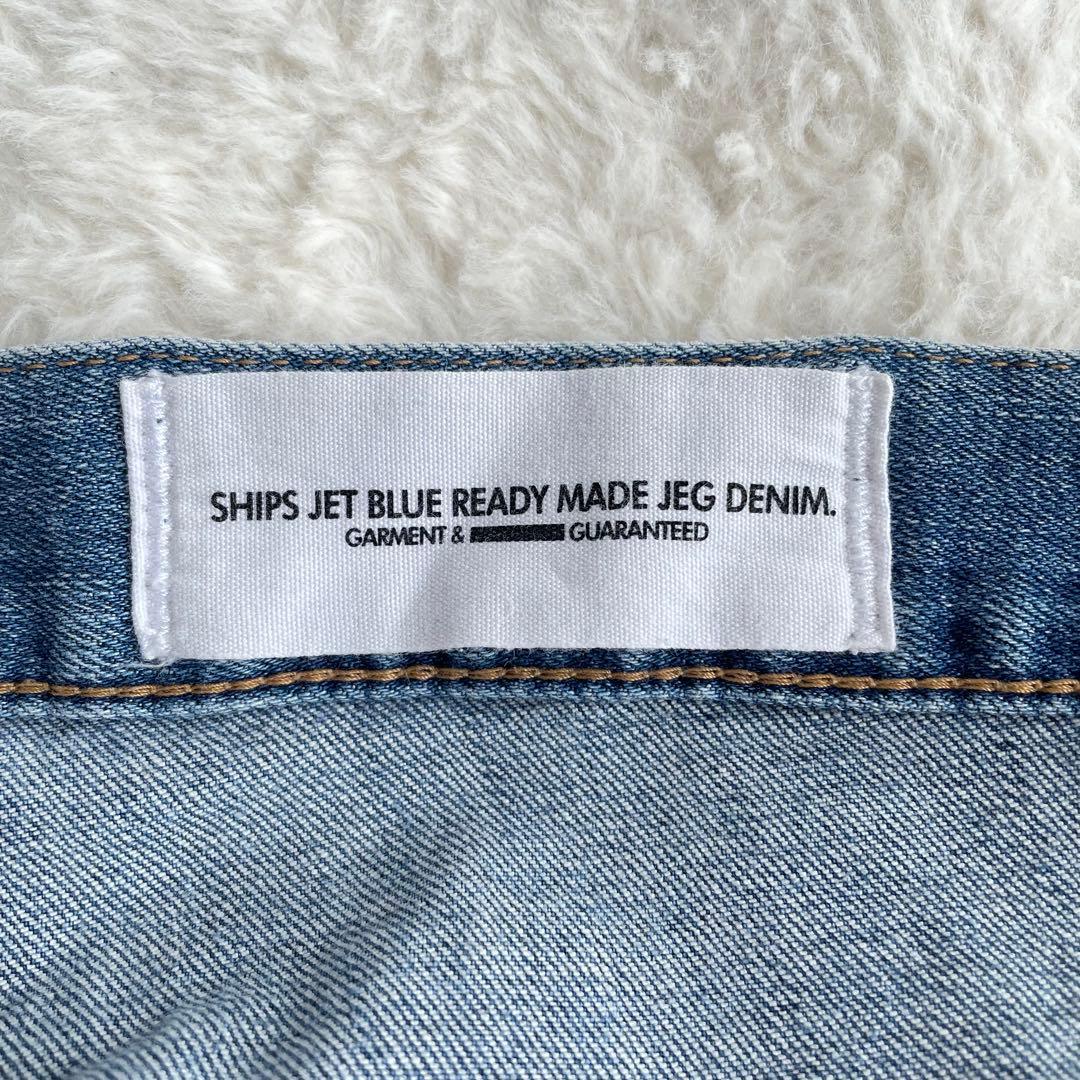 SHIPS JET BLUE READY MADE JEG DENIM.
GARMENT & GUARANTEED